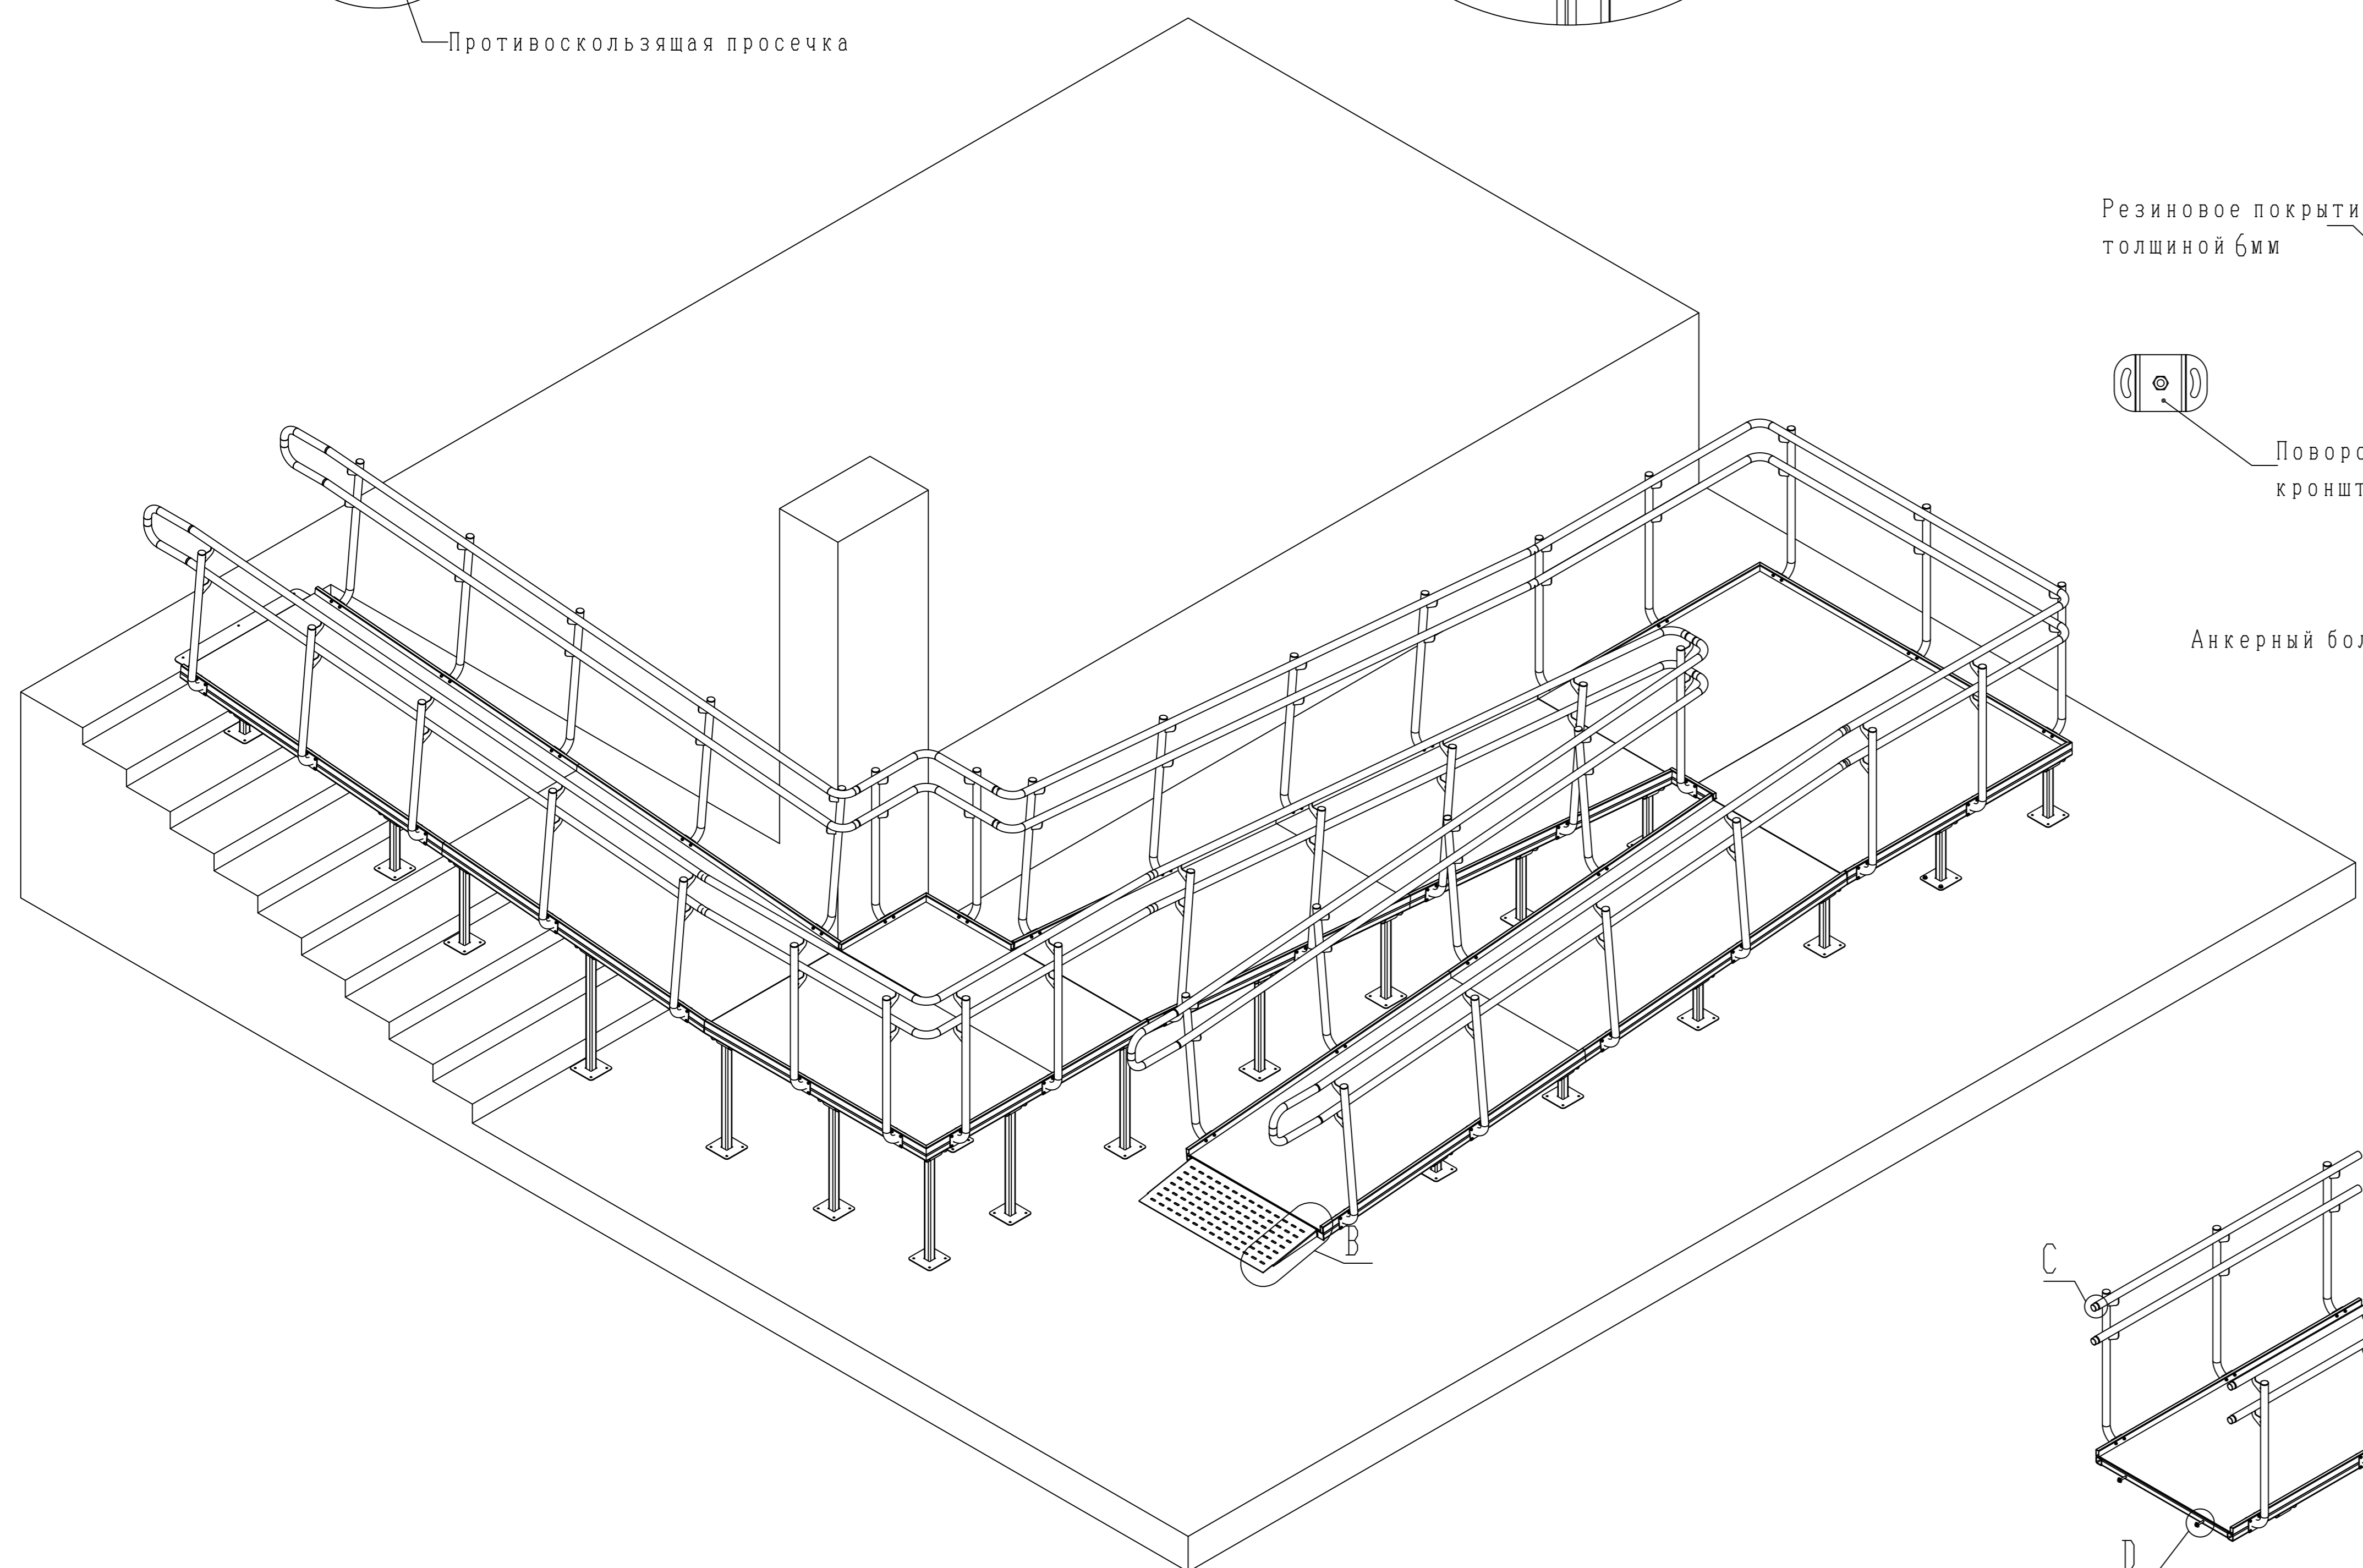 Противоскользящая просечка
Резиновое покрыти
толщиной 6мм
Поворо
кроншт
Анкерный бол
B
C
D